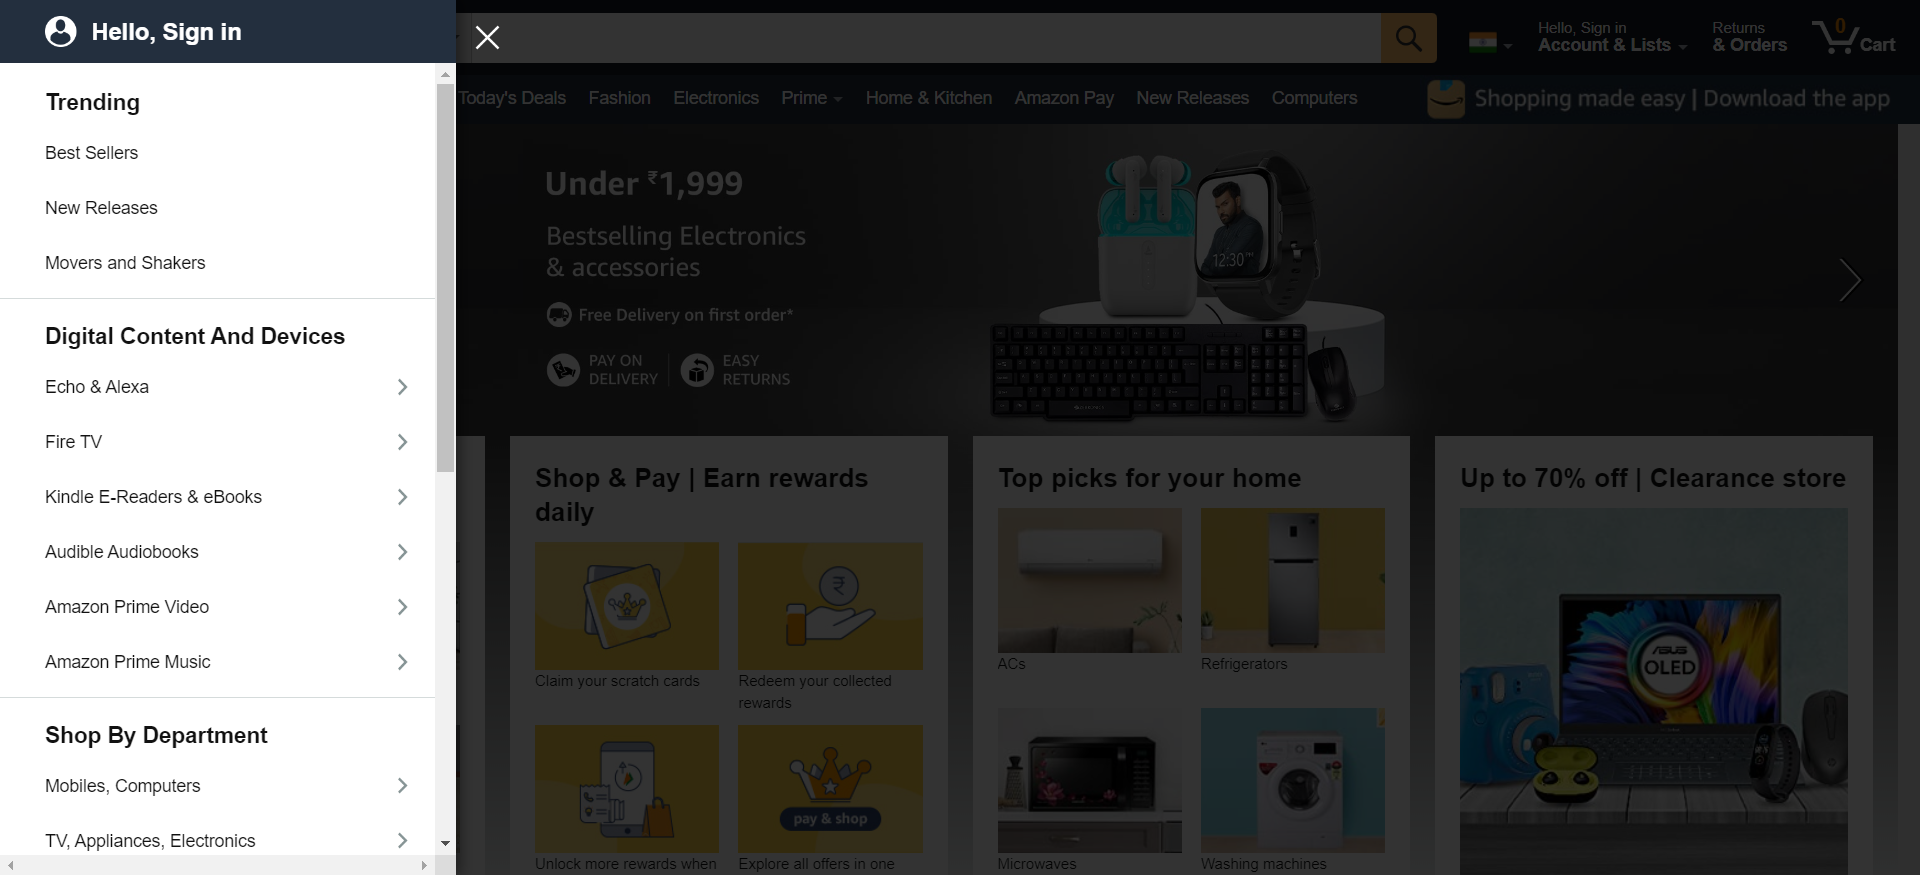 Hello, Sign in
Trending
Best Sellers
New Releases
Movers and Shakers
Digital Content And Devices
Echo & Alexa
Fire TV
Kindle E-Readers & eBooks
Audible Audiobooks
Amazon Prime Video
Amazon Prime Music
Shop By Department
Mobiles, Computers
TV, Appliances, Electronics
Hello, Sign in
Account & Lists
Returns
& Orders
0
Cart
Today's Deals
Fashion
Electronics
Prime
Home & Kitchen
Amazon Pay
New Releases
Computers
Shopping made easy | Download the app
Under ₹1,999
Bestselling Electronics
& accessories
Free Delivery on first order*
PAY ON
DELIVERY
EASY
RETURNS
12:30
Shop & Pay | Earn rewards
daily
Claim your scratch cards
Redeem your collected
rewards
Unlock more rewards when
pay & shop
Explore all offers in one
Top picks for your home
ACs
Refrigerators
Microwaves
Washing machines
Up to 70% off | Clearance store
ASUS
OLED